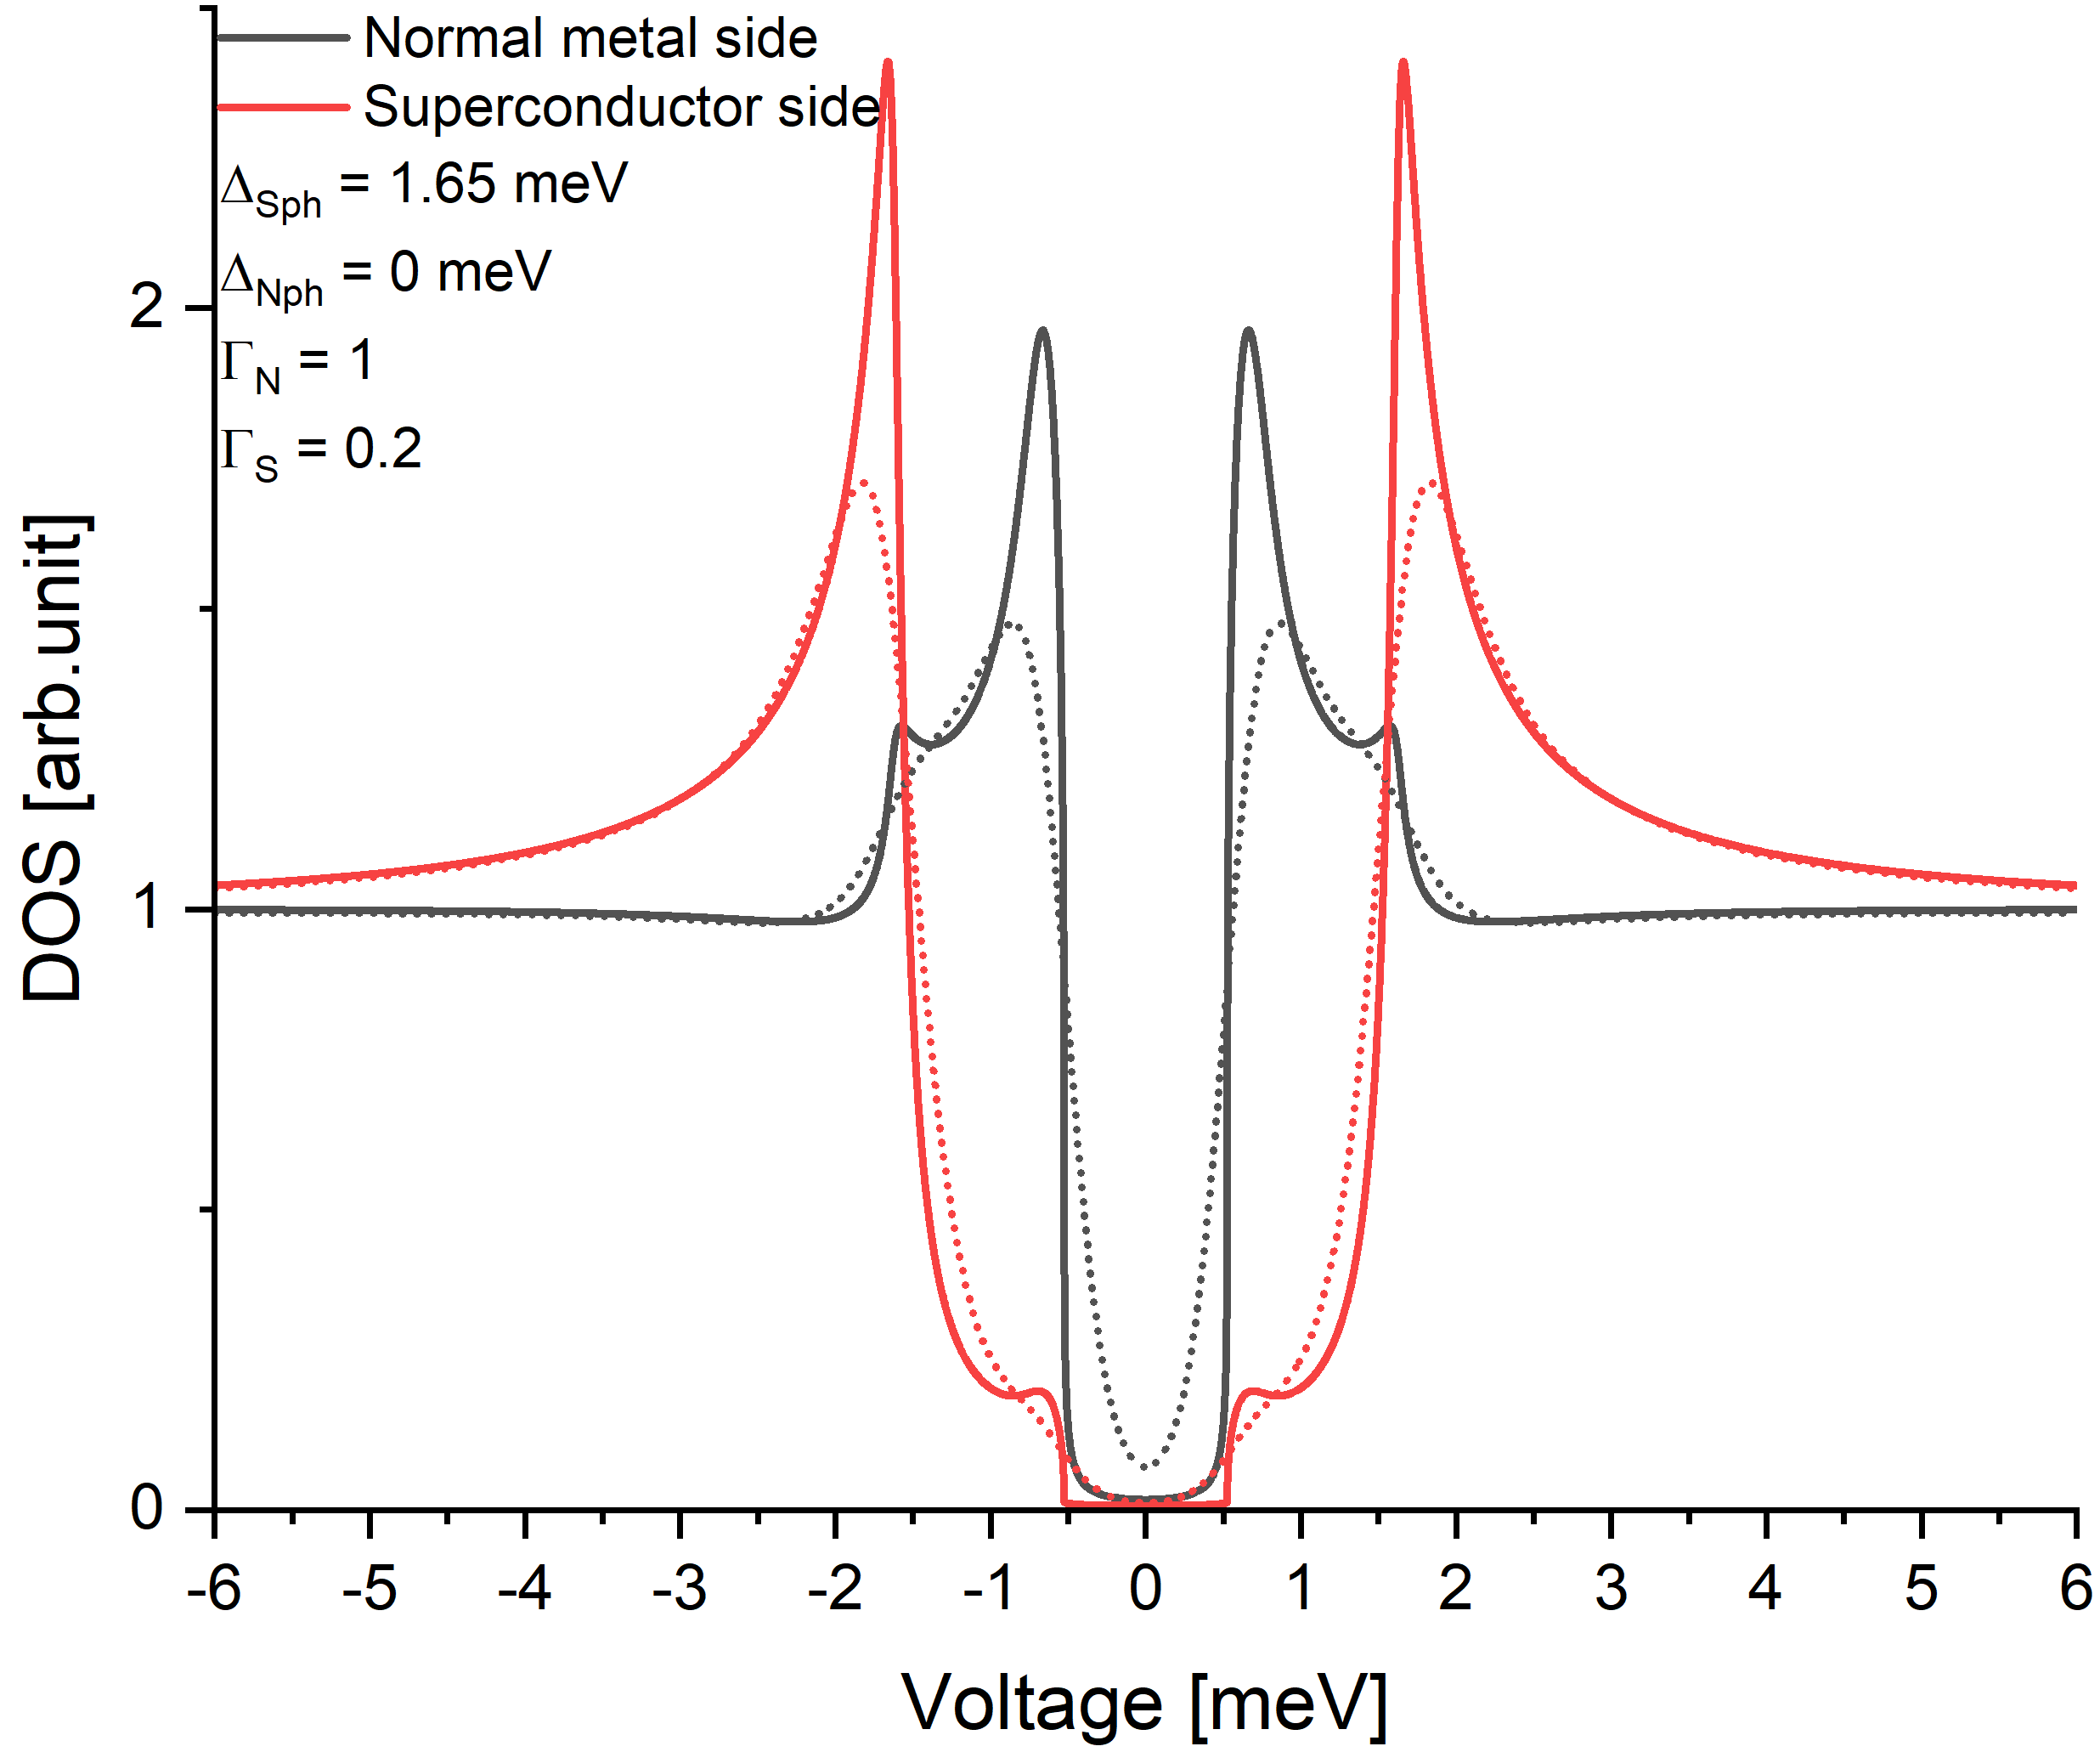 Normal metal side
Superconductor side
ΔSph = 1.65 meV
ΔNph = 0 meV
ΓN = 1
ΓS = 0.2
DOS [arb.unit]
2
1
0
-6 -5 -4 -3 -2 -1 0 1 2 3 4 5 6
Voltage [meV]